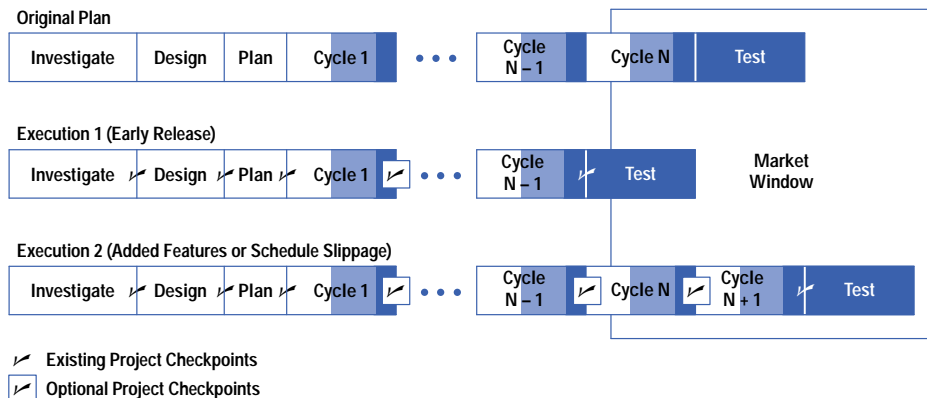 Original Plan
Investigate Design Plan Cycle 1 • • • Cycle N – 1 Cycle N Test
Execution 1 (Early Release)
Investigate Design Plan Cycle 1 • • • Cycle N – 1 Test
Market
Window
Execution 2 (Added Features or Schedule Slippage)
Investigate Design Plan Cycle 1 • • • Cycle N – 1 Cycle N Cycle N + 1 Test
Existing Project Checkpoints
Optional Project Checkpoints